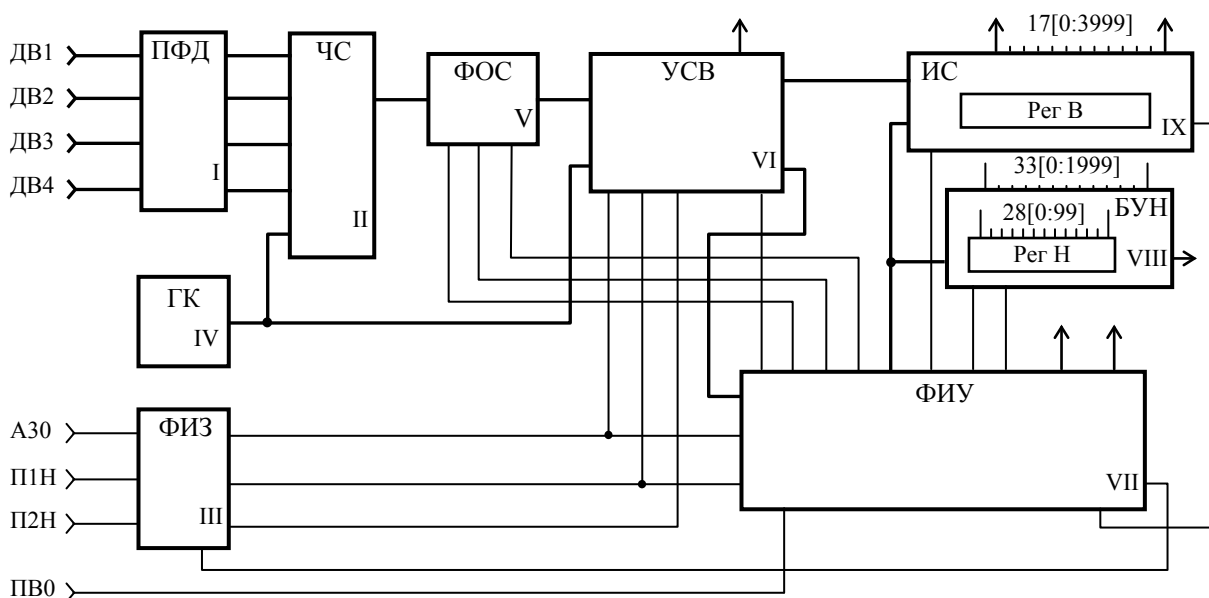 ДВ1
ДВ2
ДВ3
ДВ4
ПФД
I
ЧС
II
ФОС
V
УСВ
VI
17[0:3999]
ИС
Рег В
IX
33[0:1999]
БУН
28[0:99]
Рег Н
VIII
ГК
IV
ФИУ
VII
АЗ0
П1Н
П2Н
ФИЗ
III
ПВ0